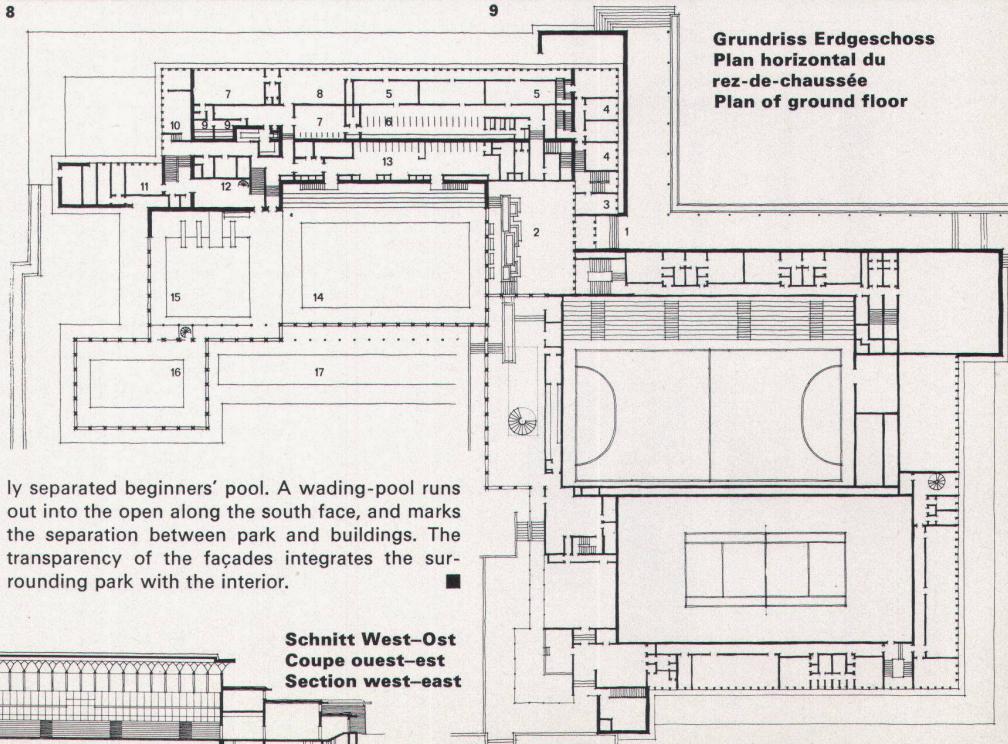 8
9
Grundriss Erdgeschoss
Plan horizontal du
rez-de-chaussée
Plan of ground floor
7
8
5
5
4
10
9
9
7
6
4
13
11
12
3
2
1
15
14
16
17
ly separated beginners’ pool. A wading-pool runs
out into the open along the south face, and marks
the separation between park and buildings. The
transparency of the façades integrates the sur-
rounding park with the interior. ■
Schnitt West–Ost
Coupe ouest–est
Section west–east